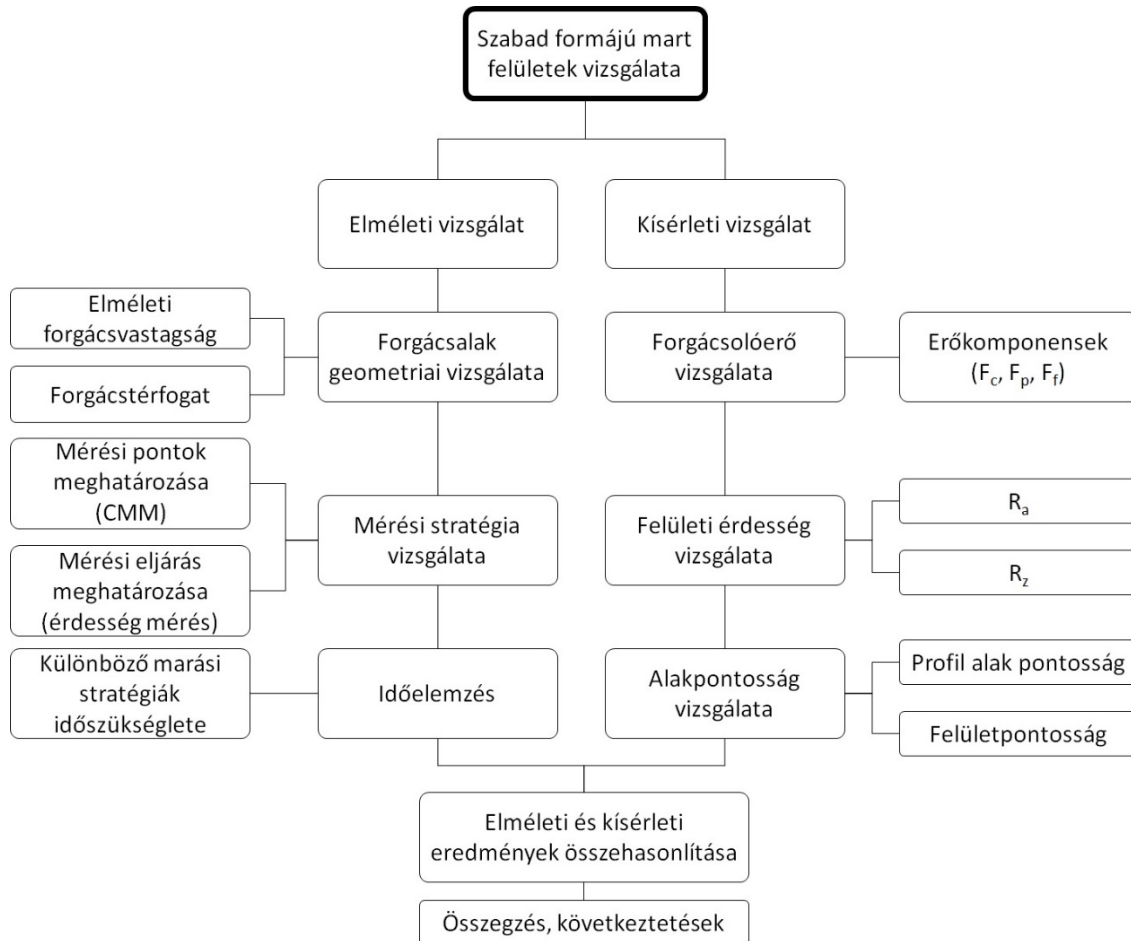 Szabad formájú mart
felületek vizsgálata
Elméleti vizsgálat
Kísérleti vizsgálat
Elméleti
forgácsvastagság
Forgácstérfogat
Forgácsalak
geometriai vizsgálata
Forgácsolóerő
vizsgálata
Erőkomponensek
(Fc, Fp, Ff)
Mérési pontok
meghatározása
(CMM)
Mérési eljárás
meghatározása
(érdesség mérés)
Mérési stratégia
vizsgálata
Felületi érdesség
vizsgálata
Ra
Rz
Különböző marási
stratégiák
időszükséglete
Időelemzés
Alakpontosság
vizsgálata
Profil alak pontosság
Felületpontosság
Elméleti és kísérleti
eredmények összehasonlítása
Összegzés, következtetések